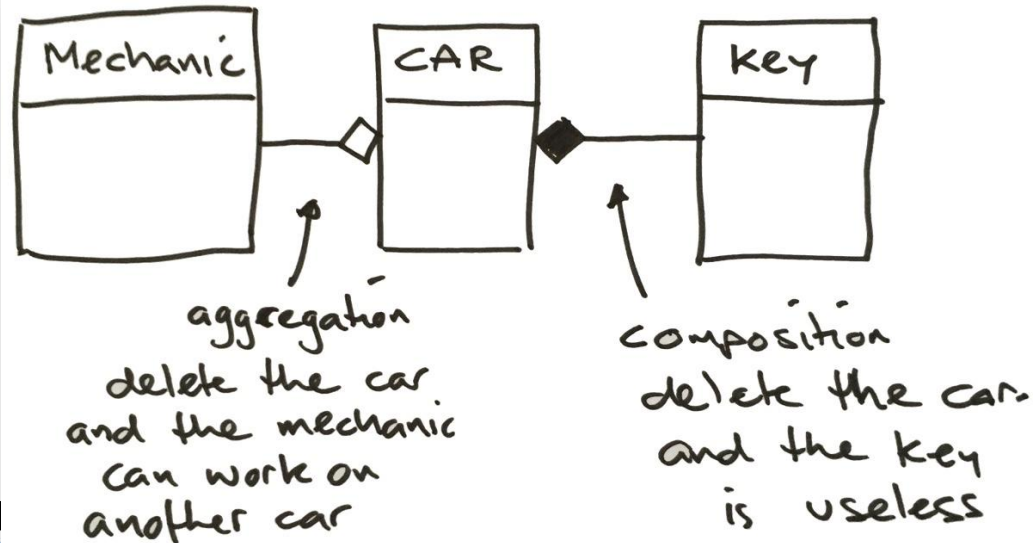 Mechanic
CAR
Key
aggregation
delete the car
and the mechanic
can work on
another car
composition
delete the car.
and the key
is useless